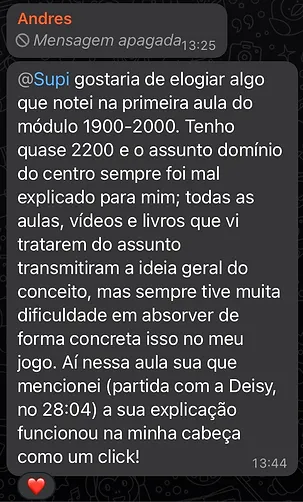 Andres
Mensagem apagada 13:25
@Supi gostaria de elogiar algo
que notei na primeira aula do
módulo 1900-2000. Tenho
quase 2200 e o assunto domínio
do centro sempre foi mal
explicado para mim; todas as
aulas, vídeos e livros que vi
tratarem do assunto
transmitiram a ideia geral do
conceito, mas sempre tive muita
dificuldade em absorver de
forma concreta isso no meu
jogo. Aí nessa aula sua que
mencionei (partida com a Deisy,
no 28:04) a sua explicação
funcionou na minha cabeça
como um click!
13:44